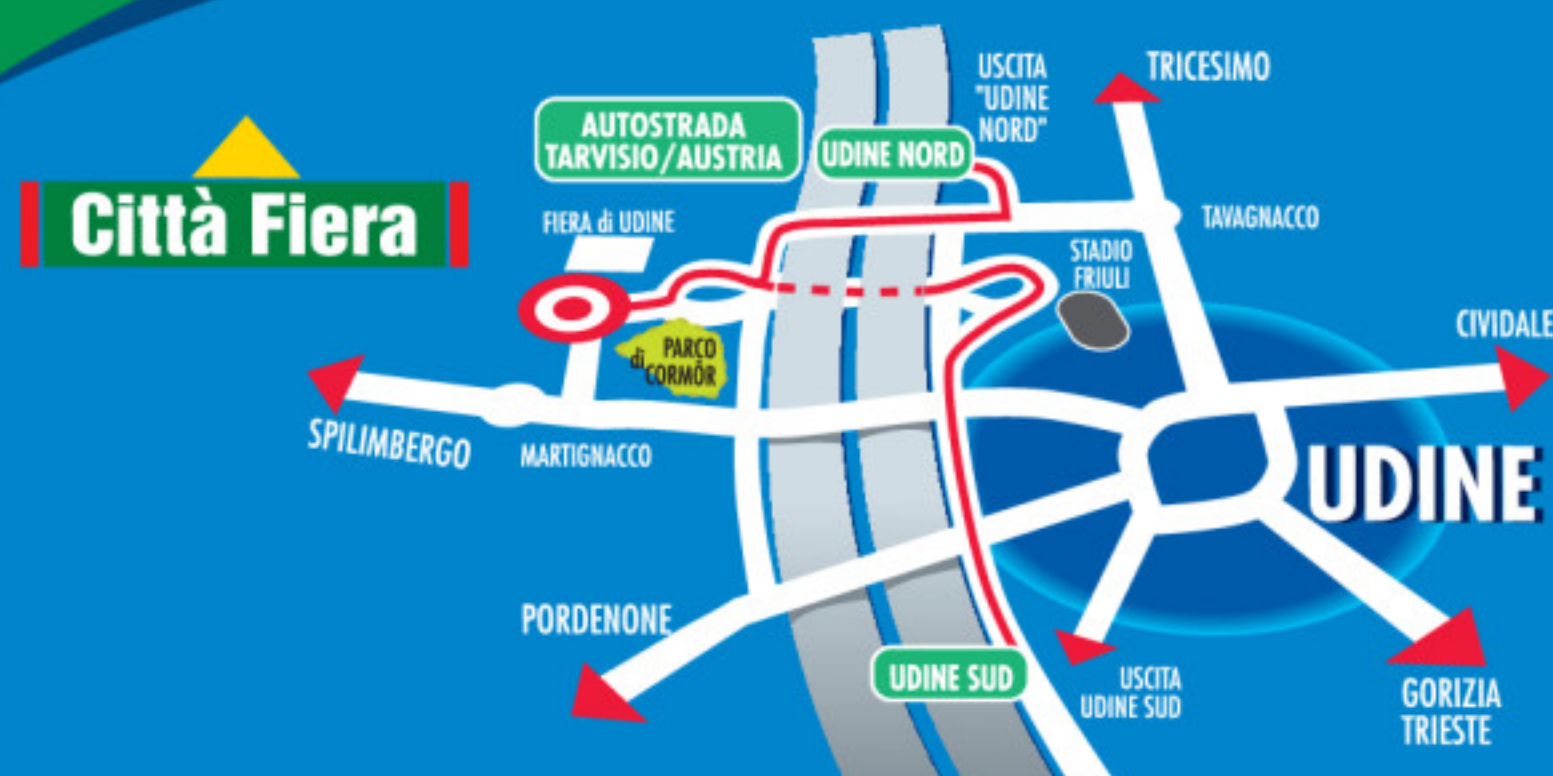 USCITA
"UDINE
NORD"
TRICESIMO
AUTOSTRADA
TARVISIO/AUSTRIA
UDINE NORD
Città Fiera
FIERA di UDINE
TAVAGNACCO
STADIO
FRIULI
CIVIDALE
PARCO
di CORMÔR
SPILIMBERGO
MARTIGNACCO
UDINE
PORDENONE
UDINE SUD
USCITA
UDINE SUD
GORIZIA
TRIESTE